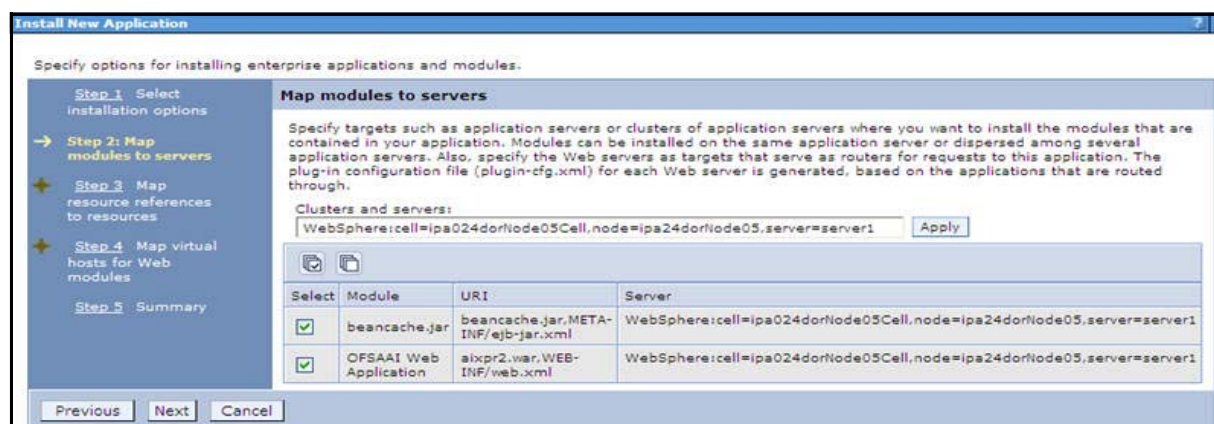 Install New Application
?
Specify options for installing enterprise applications and modules.
Step 1 Select
installation options
Step 2: Map
modules to servers
Step 3 Map
resource references
to resources
Step 4 Map virtual
hosts for Web
modules
Step 5 Summary
Map modules to servers
Specify targets such as application servers or clusters of application servers where you want to install the modules that are
contained in your application. Modules can be installed on the same application server or dispersed among several
application servers. Also, specify the Web servers as targets that serve as routers for requests to this application. The
plug-in configuration file (plugin-cfg.xml) for each Web server is generated, based on the applications that are routed
through.
Clusters and servers:
WebSphere:cell=ipa024dorNode05Cell,node=ipa24dorNode05,server=server1 Apply
Select Module URI Server
beancache.jar beancache.jar,META-
INF/ejb-jar.xml WebSphere:cell=ipa024dorNode05Cell,node=ipa24dorNode05,server=server1
OFSAAI Web
Application aixpr2.war,WEB-
INF/web.xml WebSphere:cell=ipa024dorNode05Cell,node=ipa24dorNode05,server=server1
Previous Next Cancel